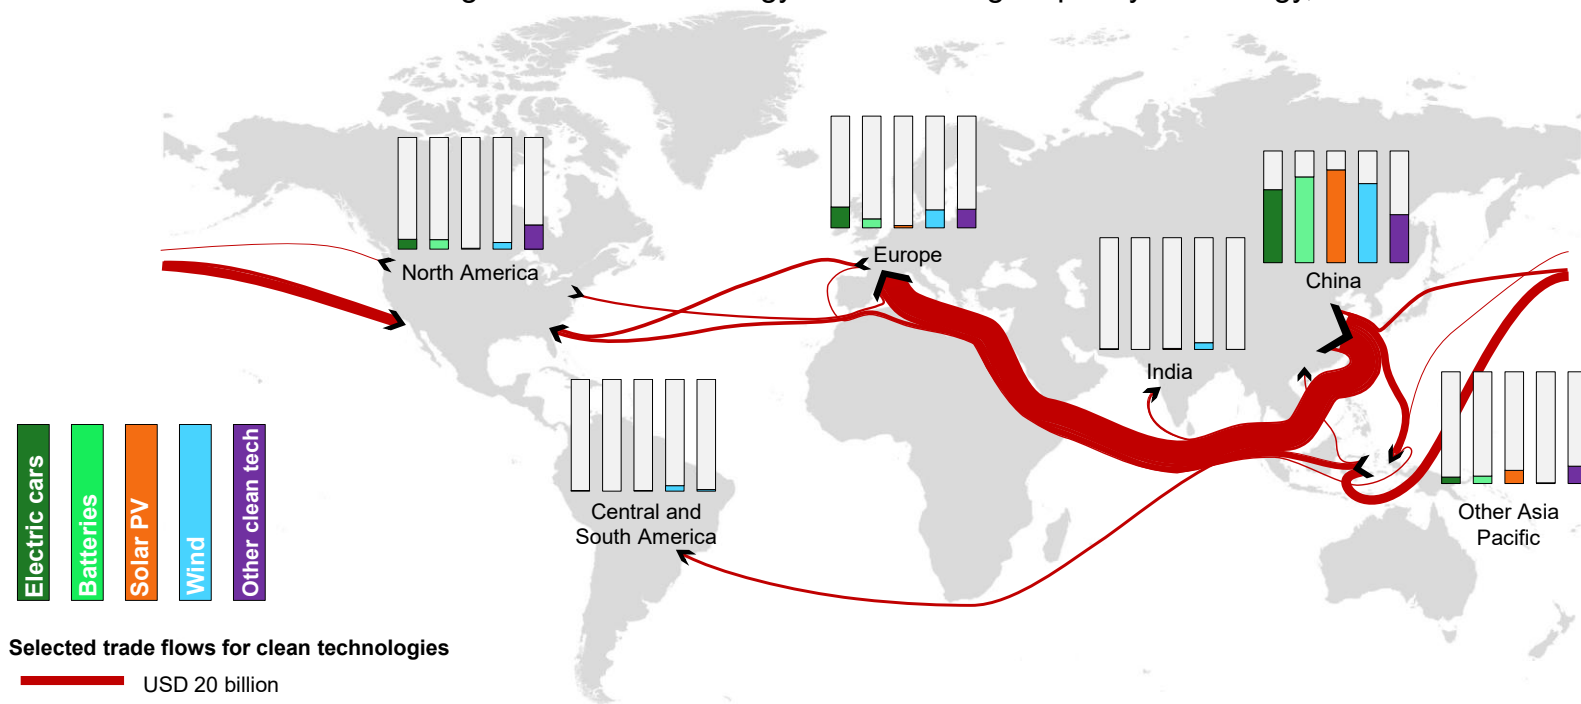 North America
Europe
China
India
Central and
South America
Other Asia
Pacific
Electric cars
Batteries
Solar PV
Wind
Other clean tech
Selected trade flows for clean technologies
USD 20 billion